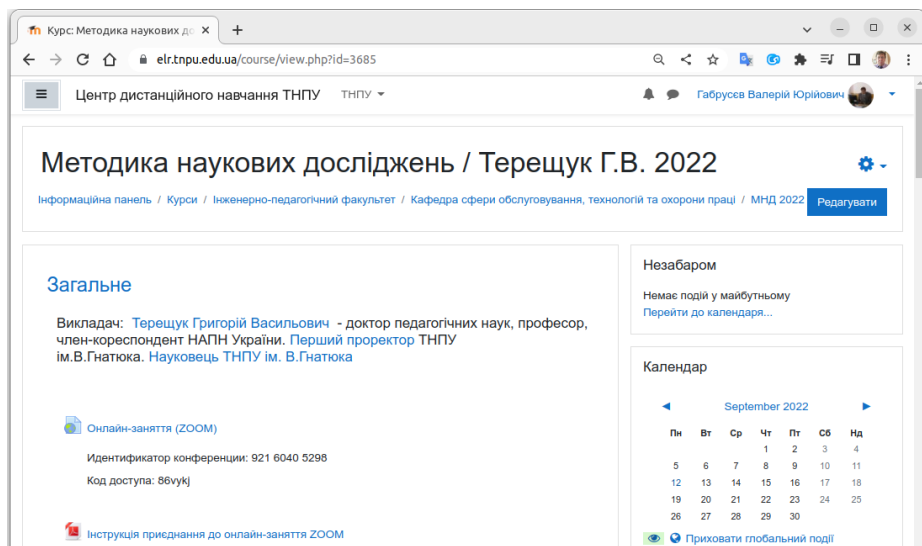 Курс: Методика наукових до
elr.tnpu.edu.ua/course/view.php?id=3685
Центр дистанційного навчання ТНПУ ТНПУ
Габрусєв Валерій Юрійович
Методика наукових досліджень / Терещук Г.В. 2022
Інформаційна панель / Курси / Інженерно-педагогічний факультет / Кафедра сфери обслуговування, технологій та охорони праці / МНД 2022
Редагувати
Загальне
Викладач: Терещук Григорій Васильович - доктор педагогічних наук, професор,
член-кореспондент НАПН України. Перший проректор ТНПУ
ім.В.Гнатюка. Науковець ТНПУ ім. В.Гнатюка
Онлайн-заняття (ZOOM)
Идентификатор конференции: 921 6040 5298
Код доступа: 86vykj
Інструкція приєднання до онлайн-заняття ZOOM
Незабаром
Немає подій у майбутньому
Перейти до календаря...
Календар
September 2022
Пн Вт Ср Чт Пт Сб Нд
1 2 3 4
5 6 7 8 9 10 11
12 13 14 15 16 17 18
19 20 21 22 23 24 25
26 27 28 29 30
Приховати глобальний події